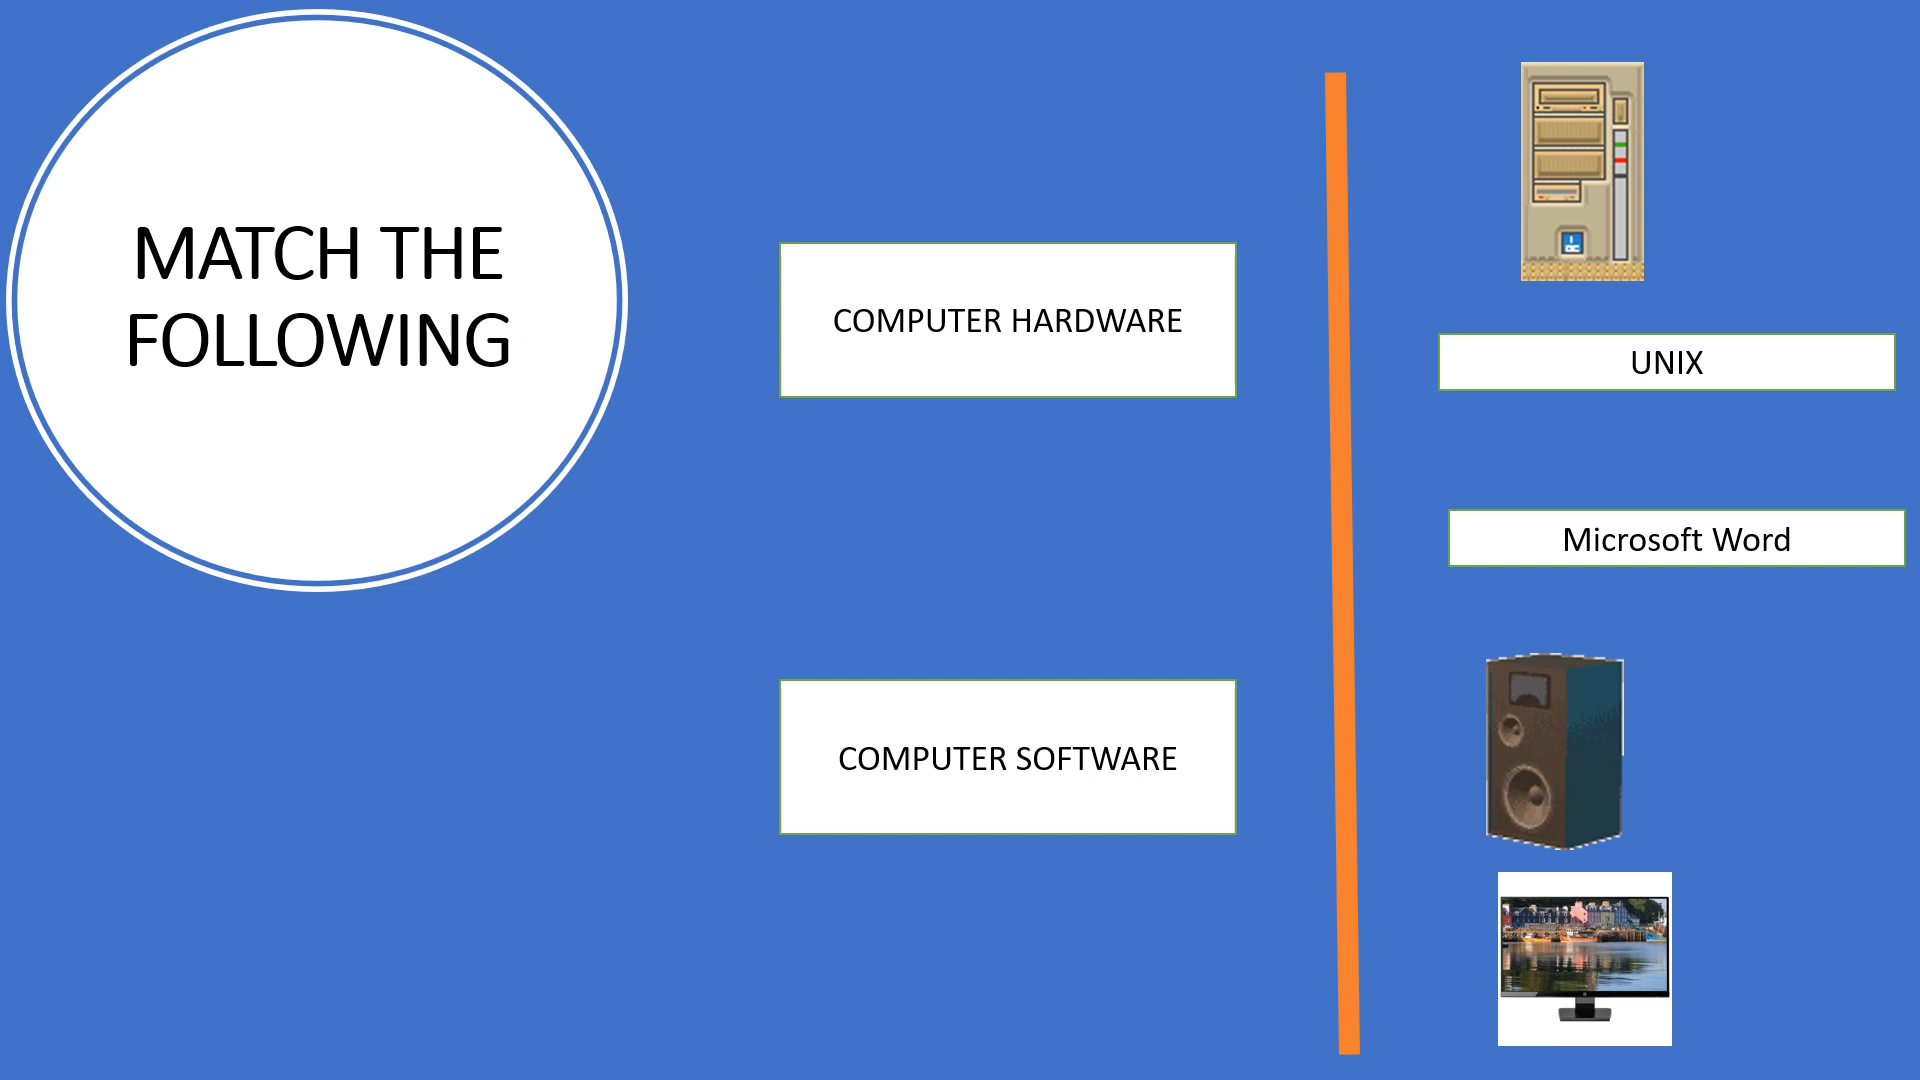 MATCH THE
FOLLOWING
COMPUTER HARDWARE
COMPUTER SOFTWARE
UNIX
Microsoft Word